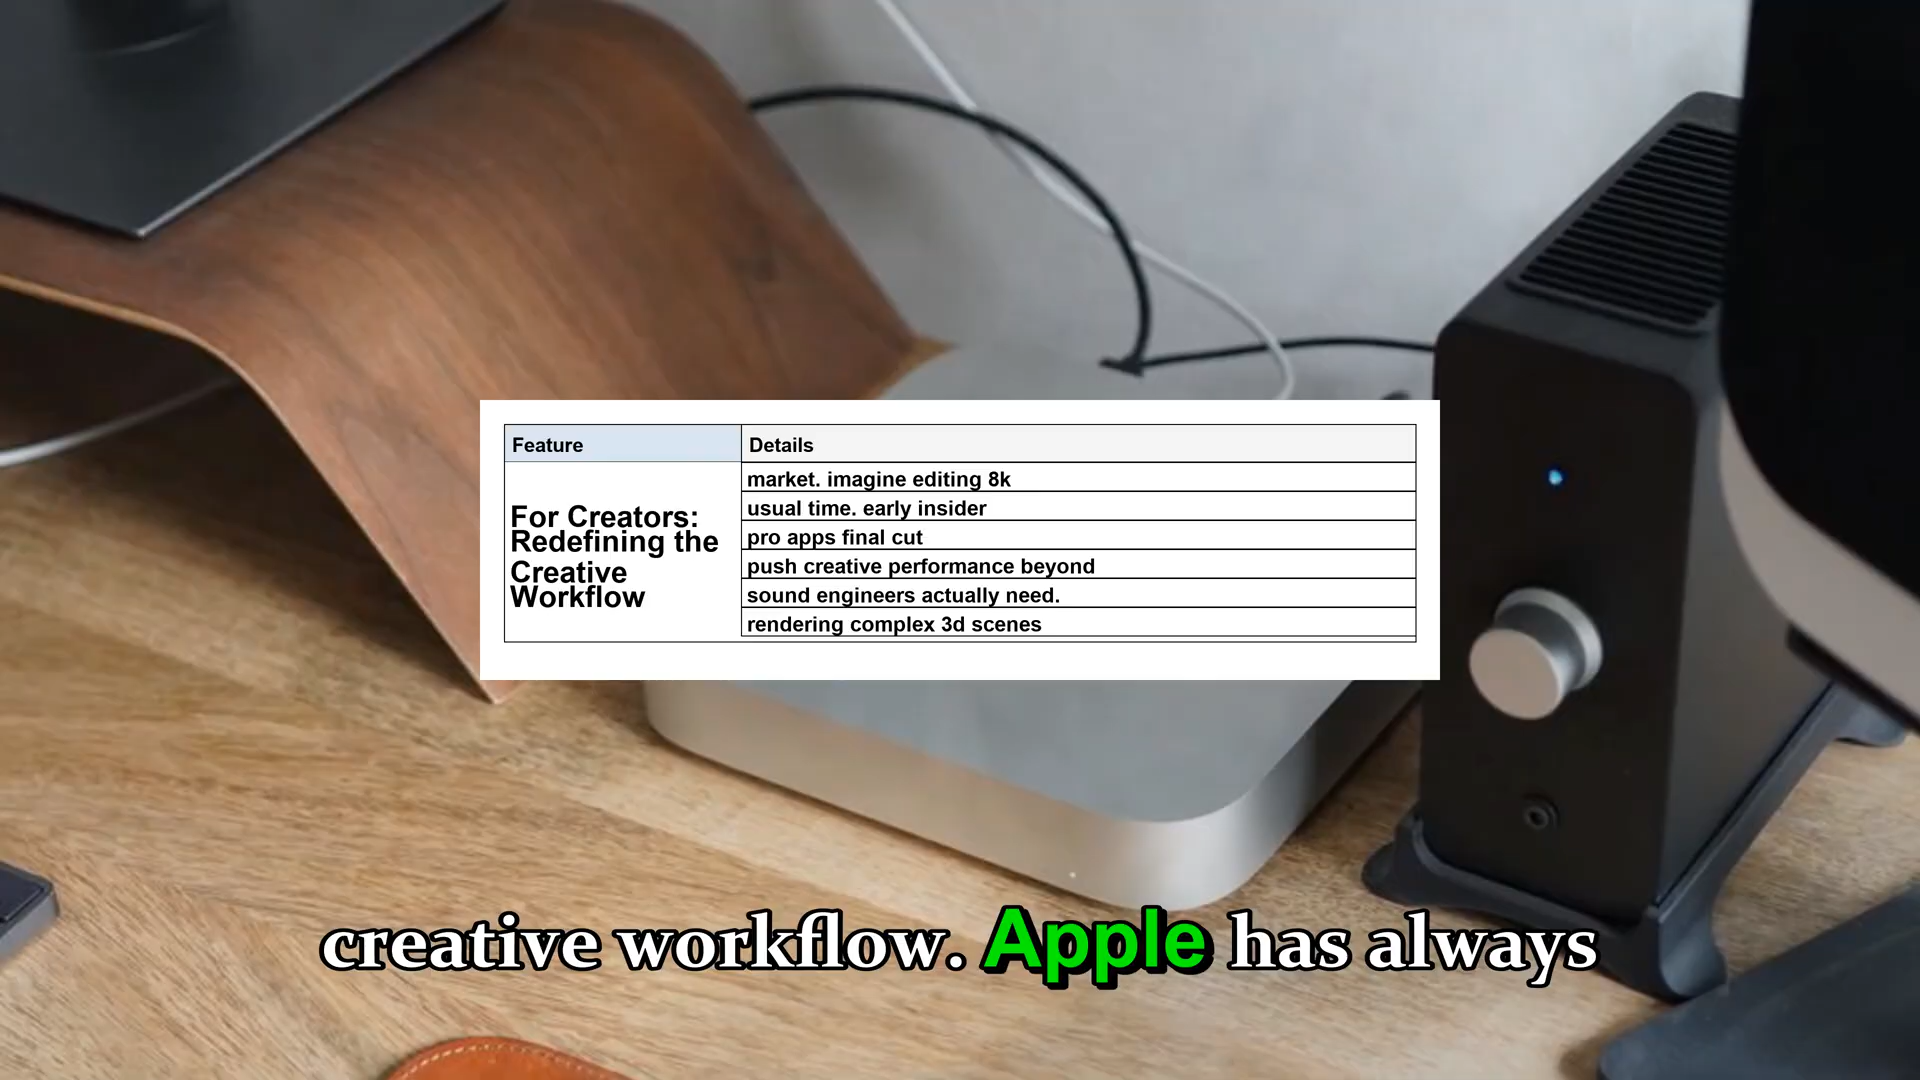 Feature
Details
For Creators:
Redefining the
Creative
Workflow
market. imagine editing 8k
usual time. early insider
pro apps final cut
push creative performance beyond
sound engineers actually need.
rendering complex 3d scenes
creative workflow. Apple has always